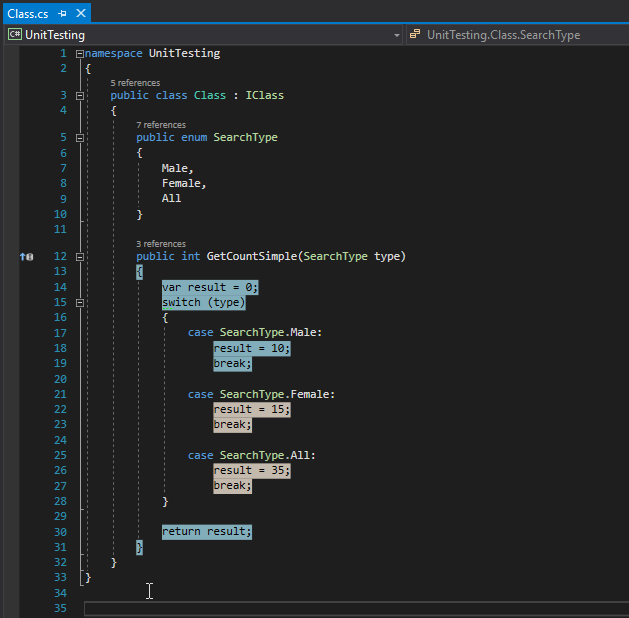 Class.cs
C# UnitTesting UnitTesting.Class.SearchType
1 namespace UnitTesting
2 {
5 references
3 public class Class : IClass
4 {
7 references
5 public enum SearchType
6 {
7 Male,
8 Female,
9 All
10 }
11
3 references
12 public int GetCountSimple(SearchType type)
13 {
14 var result = 0;
15 switch (type)
16 {
17 case SearchType.Male:
18 result = 10;
19 break;
20
21 case SearchType.Female:
22 result = 15;
23 break;
24
25 case SearchType.All:
26 result = 35;
27 break;
28 }
29
30 return result;
31 }
32 }
33 }
34
35